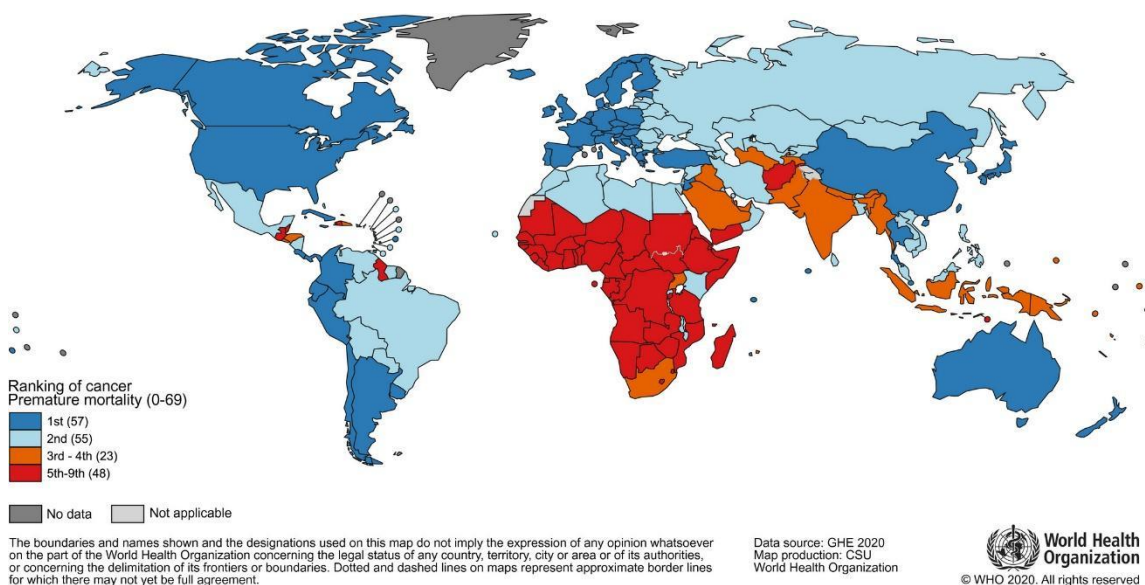 Ranking of cancer
Premature mortality (0-69)
1st (57)
2nd (55)
3rd - 4th (23)
5th-9th (48)
No data
Not applicable
The boundaries and names shown and the designations used on this map do not imply the expression of any opinion whatsoever
on the part of the World Health Organization concerning the legal status of any country, territory, city or area or of its authorities,
or concerning the delimitation of its frontiers or boundaries. Dotted and dashed lines on maps represent approximate border lines
for which there may not yet be full agreement.
Data source: GHE 2020
Map production: CSU
World Health Organization
World Health
Organization
© WHO 2020. All rights reserved